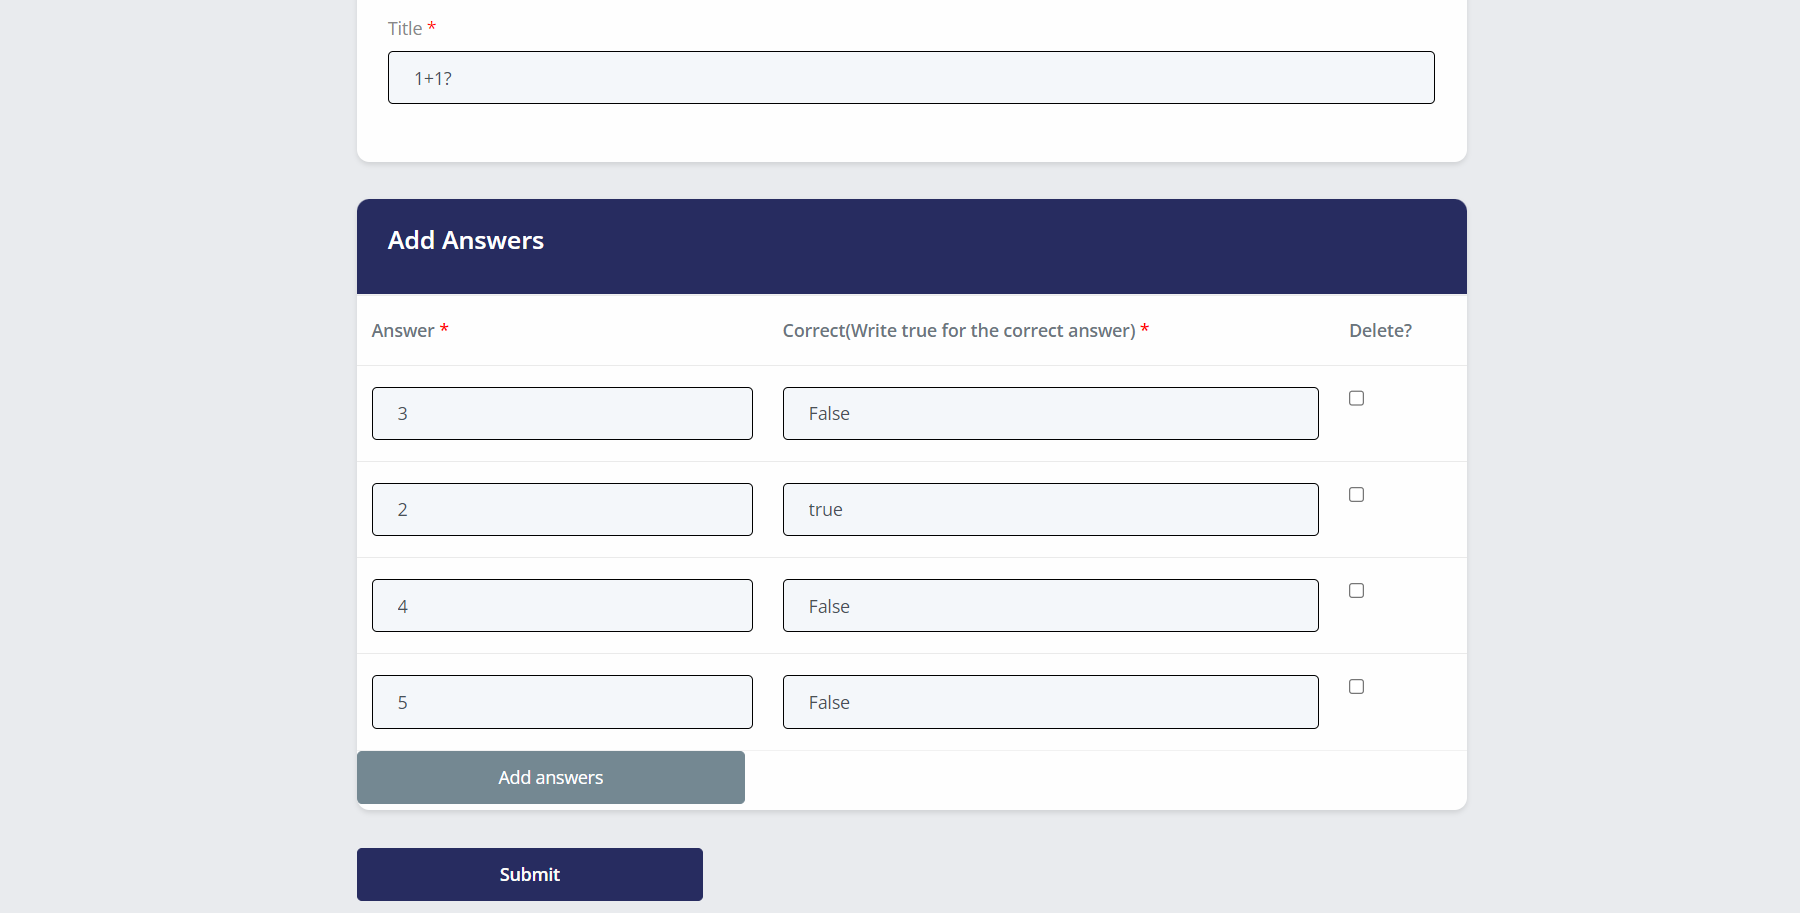 Title *
1+1?
Add Answers
Answer * Correct(Write true for the correct answer) * Delete?
3 False
2 true
4 False
5 False
Add answers
Submit